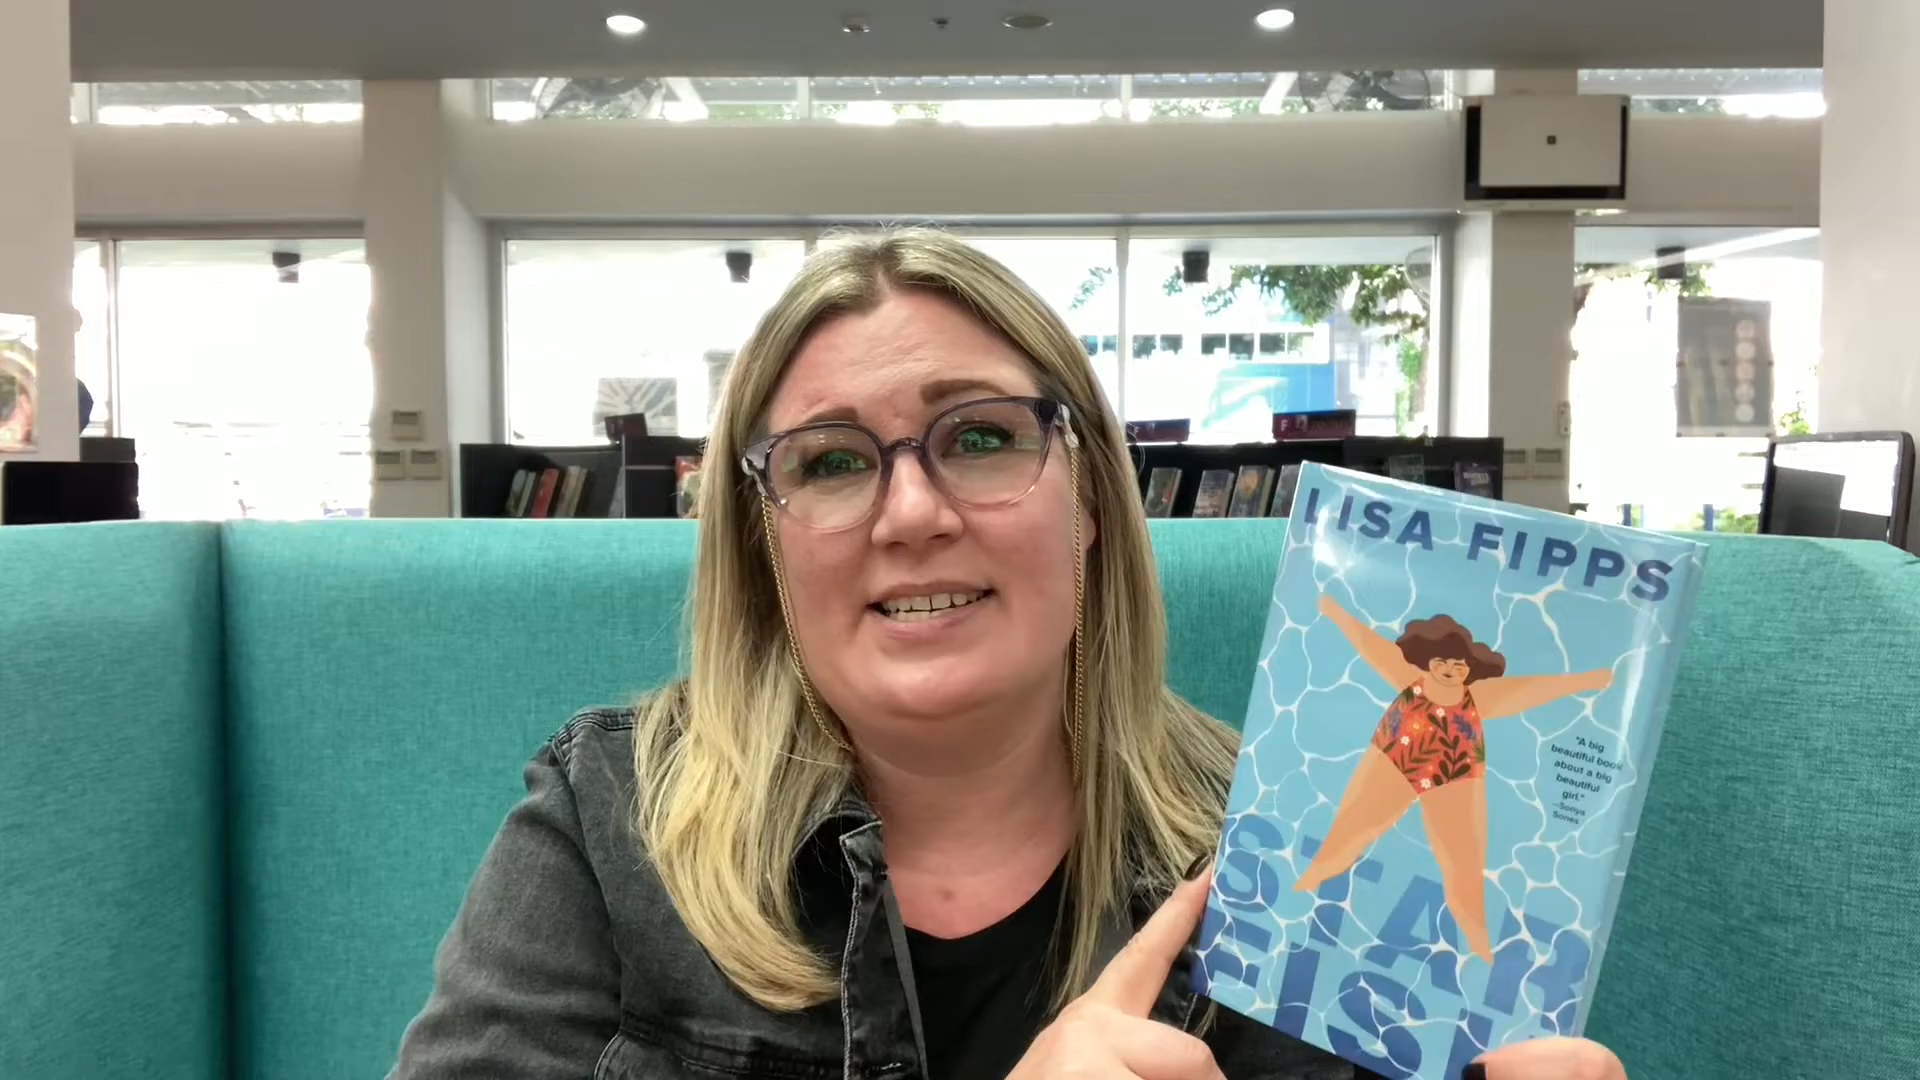 LISA FIPPS
"A big
beautiful book
about a big
beautiful
girl."
—Sonya
Sones
STAR
FISH
F